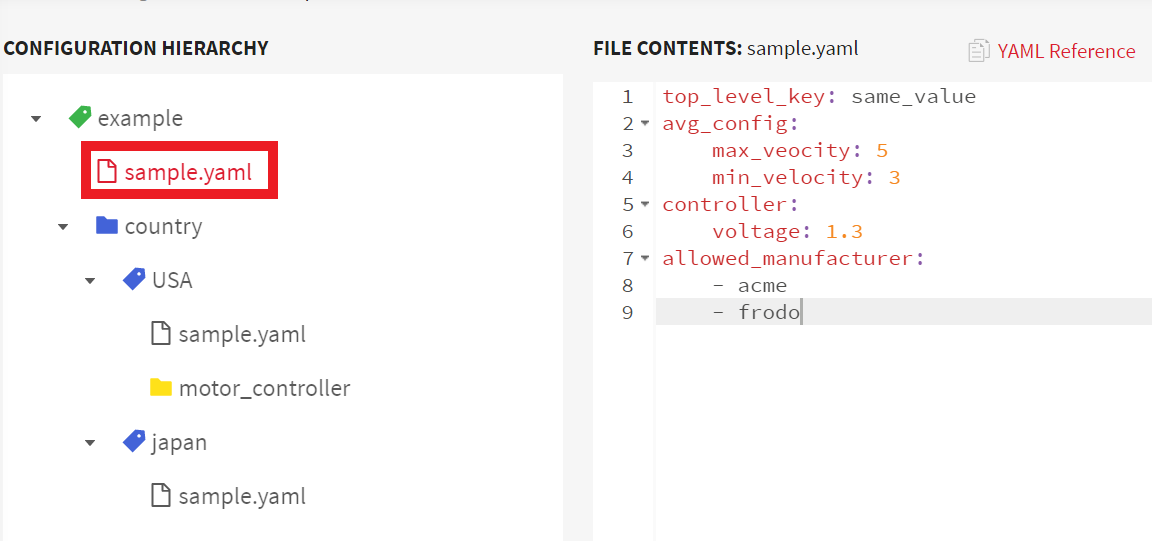 CONFIGURATION HIERARCHY
example
sample.yaml
country
USA
sample.yaml
motor_controller
japan
sample.yaml
FILE CONTENTS: sample.yaml
YAML Reference
1 top_level_key: same_value
2 avg_config:
3 max_veocity: 5
4 min_velocity: 3
5 controller:
6 voltage: 1.3
7 allowed_manufacturer:
8 - acme
9 - frodo